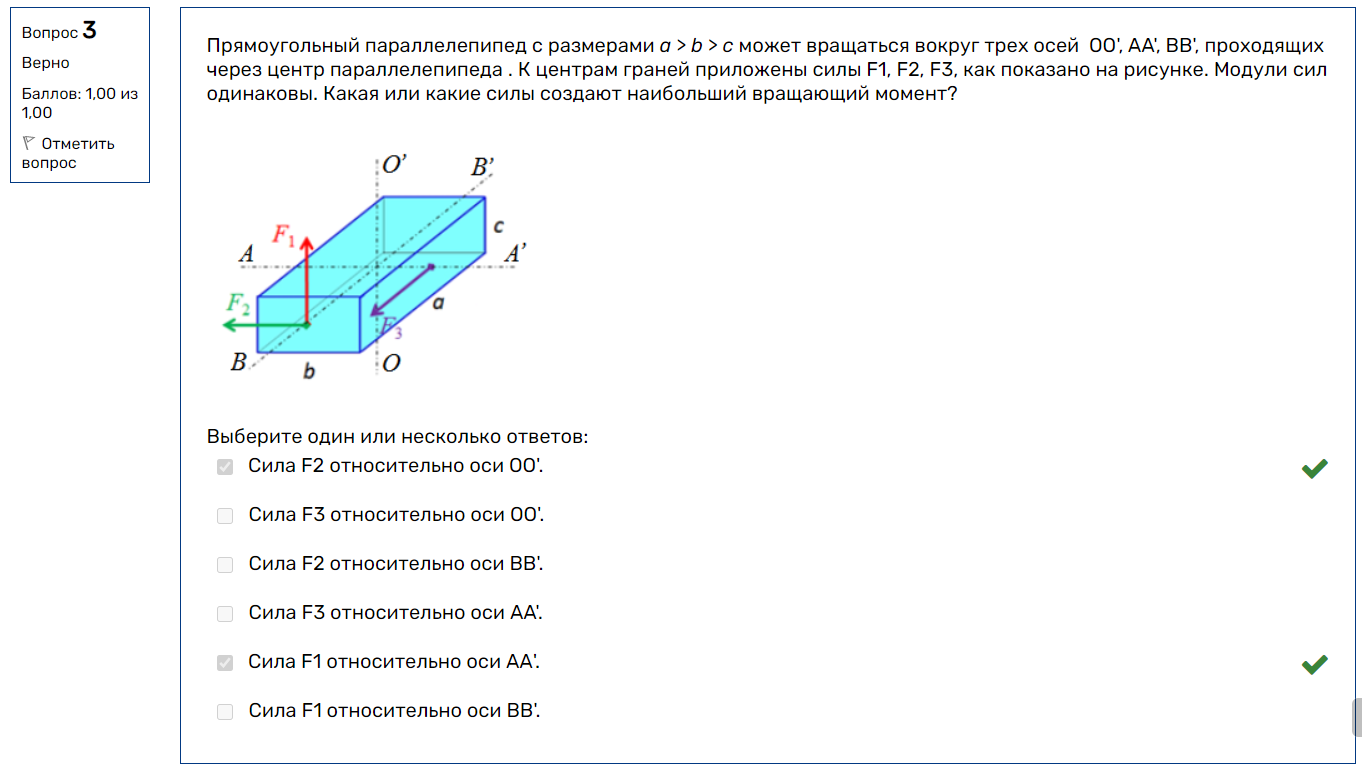 Вопрос 3
Верно
Баллов: 1,00 из
1,00
Отметить
вопрос
Прямоугольный параллелепипед с размерами a > b > c может вращаться вокруг трех осей  OO', AA', BB', проходящих
через центр параллелепипеда . К центрам граней приложены силы F1, F2, F3, как показано на рисунке. Модули сил
одинаковы. Какая или какие силы создают наибольший вращающий момент?
O’
B’
F1
c
A
A’
F2
a
F3
B
O
b
Выберите один или несколько ответов:
Сила F2 относительно оси OO'.
Сила F3 относительно оси OO'.
Сила F2 относительно оси BB'.
Сила F3 относительно оси AA'.
Сила F1 относительно оси AA'.
Сила F1 относительно оси BB'.